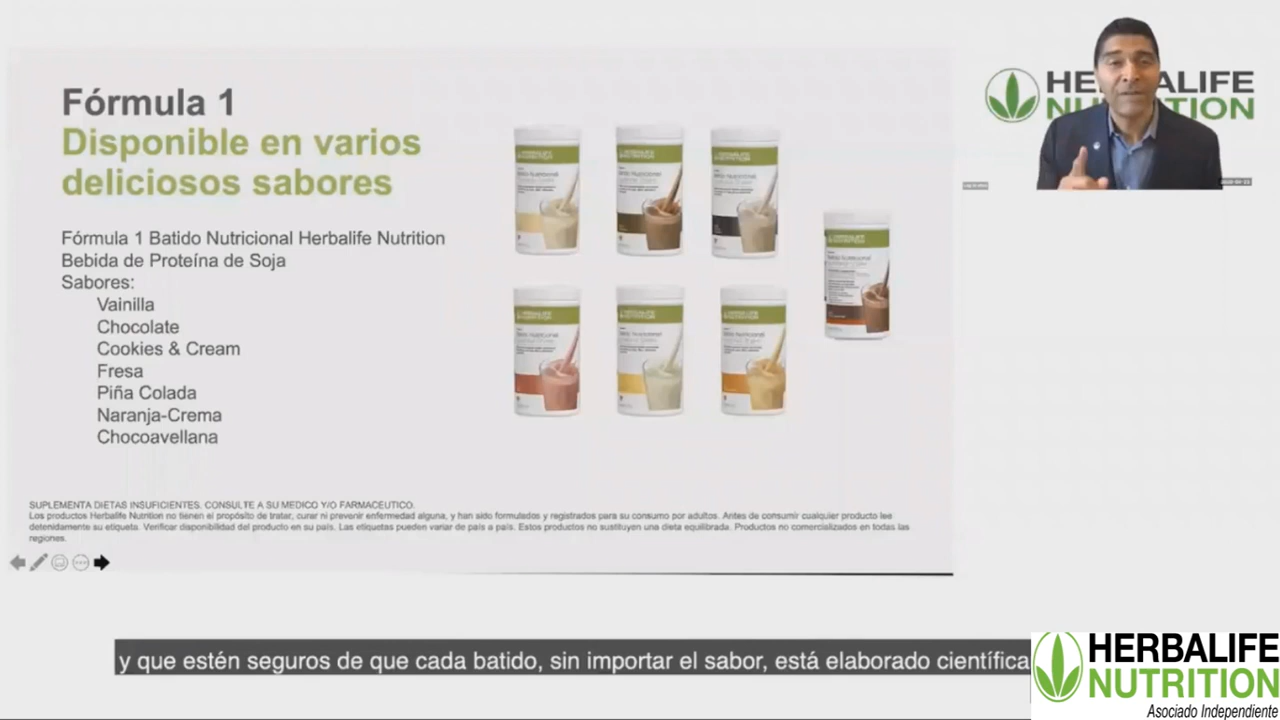 Fórmula 1
Disponible en varios
deliciosos sabores
Fórmula 1 Batido Nutricional Herbalife Nutrition
Bebida de Proteína de Soja
Sabores:
Vainilla
Chocolate
Cookies & Cream
Fresa
Piña Colada
Naranja-Crema
Chocoavellana
SUPLEMENTA DIETAS INSUFICIENTES. CONSULTE A SU MEDICO Y/O FARMACEUTICO.
Los productos Herbalife Nutrition no tienen el propósito de tratar, curar ni prevenir enfermedad alguna, y han sido formulados y registrados para su consumo por adultos. Antes de consumir cualquier producto lee
detenidamente su etiqueta. Verificar disponibilidad del producto en su país. Las etiquetas pueden variar de país a país. Estos productos no sustituyen una dieta equilibrada. Productos no comercializados en todas las
regiones.
HERBALIFE
NUTRITION
y que estén seguros de que cada batido, sin importar el sabor, está elaborado científica
HERBALIFE
NUTRITION
Asociado Independiente